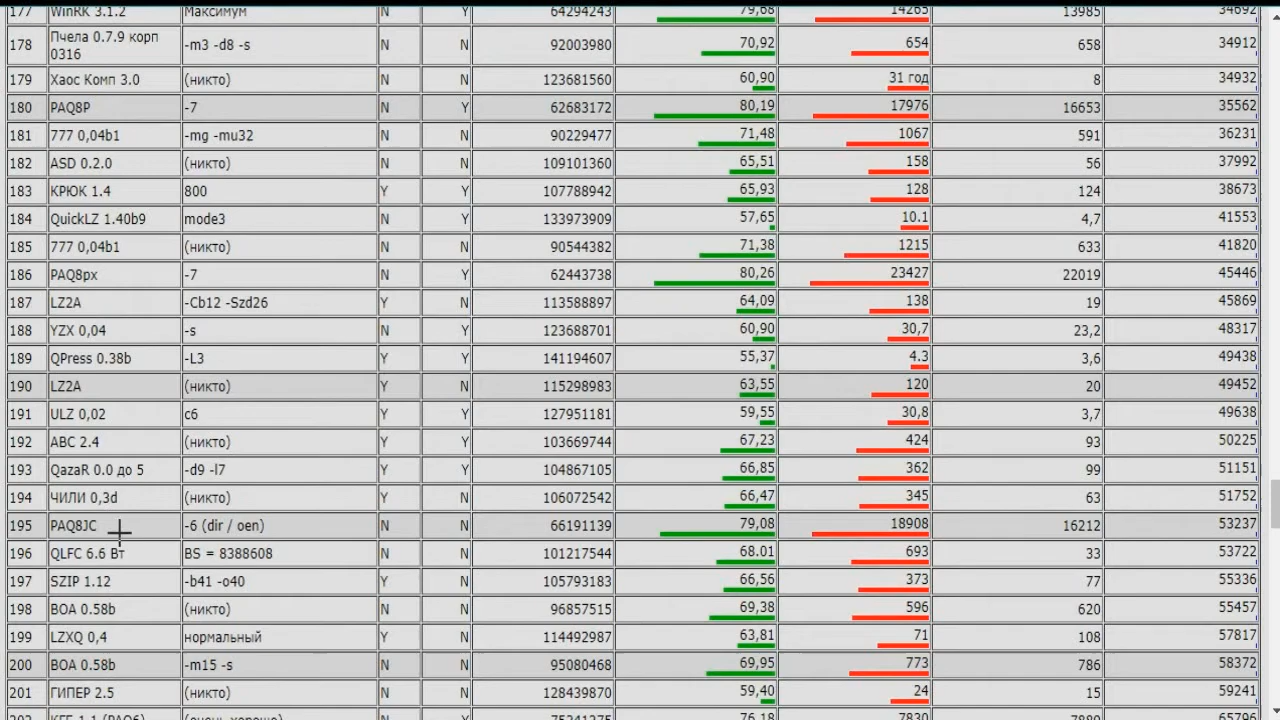 177 WinRK 3.1.2 Максимум N Y 64294243 79,68 14265 13985 34692
178 Пчела 0.7.9 корп 0316 -m3 -d8 -s N N 92003980 70,92 654 658 34912
179 Хаос Комп 3.0 (никто) N N 123681560 60,90 31 год 8 34932
180 PAQ8P -7 N Y 62683172 80,19 17976 16653 35562
181 777 0,04b1 -mg -mu32 N N 90229477 71,48 1067 591 36231
182 ASD 0.2.0 (никто) N N 109101360 65,51 158 56 37992
183 КРЮК 1.4 800 Y Y 107788942 65,93 128 124 38673
184 QuickLZ 1.40b9 mode3 N Y 133973909 57,65 10.1 4,7 41553
185 777 0,04b1 (никто) N N 90544382 71,38 1215 633 41820
186 PAQ8px -7 N Y 62443738 80,26 23427 22019 45446
187 LZ2A -Cb12 -Szd26 Y N 113588897 64,09 138 19 45869
188 YZX 0,04 -s N Y 123688701 60,90 30,7 23,2 48317
189 QPress 0.38b -L3 Y Y 141194607 55,37 4.3 3,6 49438
190 LZ2A (никто) Y N 115298983 63,55 120 20 49452
191 ULZ 0,02 c6 Y Y 127951181 59,55 30,8 3,7 49638
192 ABC 2.4 (никто) Y N 103669744 67,23 424 93 50225
193 QazaR 0.0 до 5 -d9 -l7 Y Y 104867105 66,85 362 99 51151
194 ЧИЛИ 0,3d (никто) Y N 106072542 66,47 345 63 51752
195 PAQ8JC -6 (dir / oen) N N 66191139 79,08 18908 16212 53237
196 QLFC 6.6 Вт BS = 8388608 N N 101217544 68.01 693 33 53722
197 SZIP 1.12 -b41 -o40 Y N 105793183 66,56 373 77 55336
198 BOA 0.58b (никто) N N 96857515 69,38 596 620 55457
199 LZXQ 0,4 нормальный Y N 114492987 63,81 71 108 57817
200 BOA 0.58b -m15 -s N N 95080468 69,95 773 786 58372
201 ГИПЕР 2.5 (никто) N N 128439870 59,40 24 15 59241
76,18 7830 65796